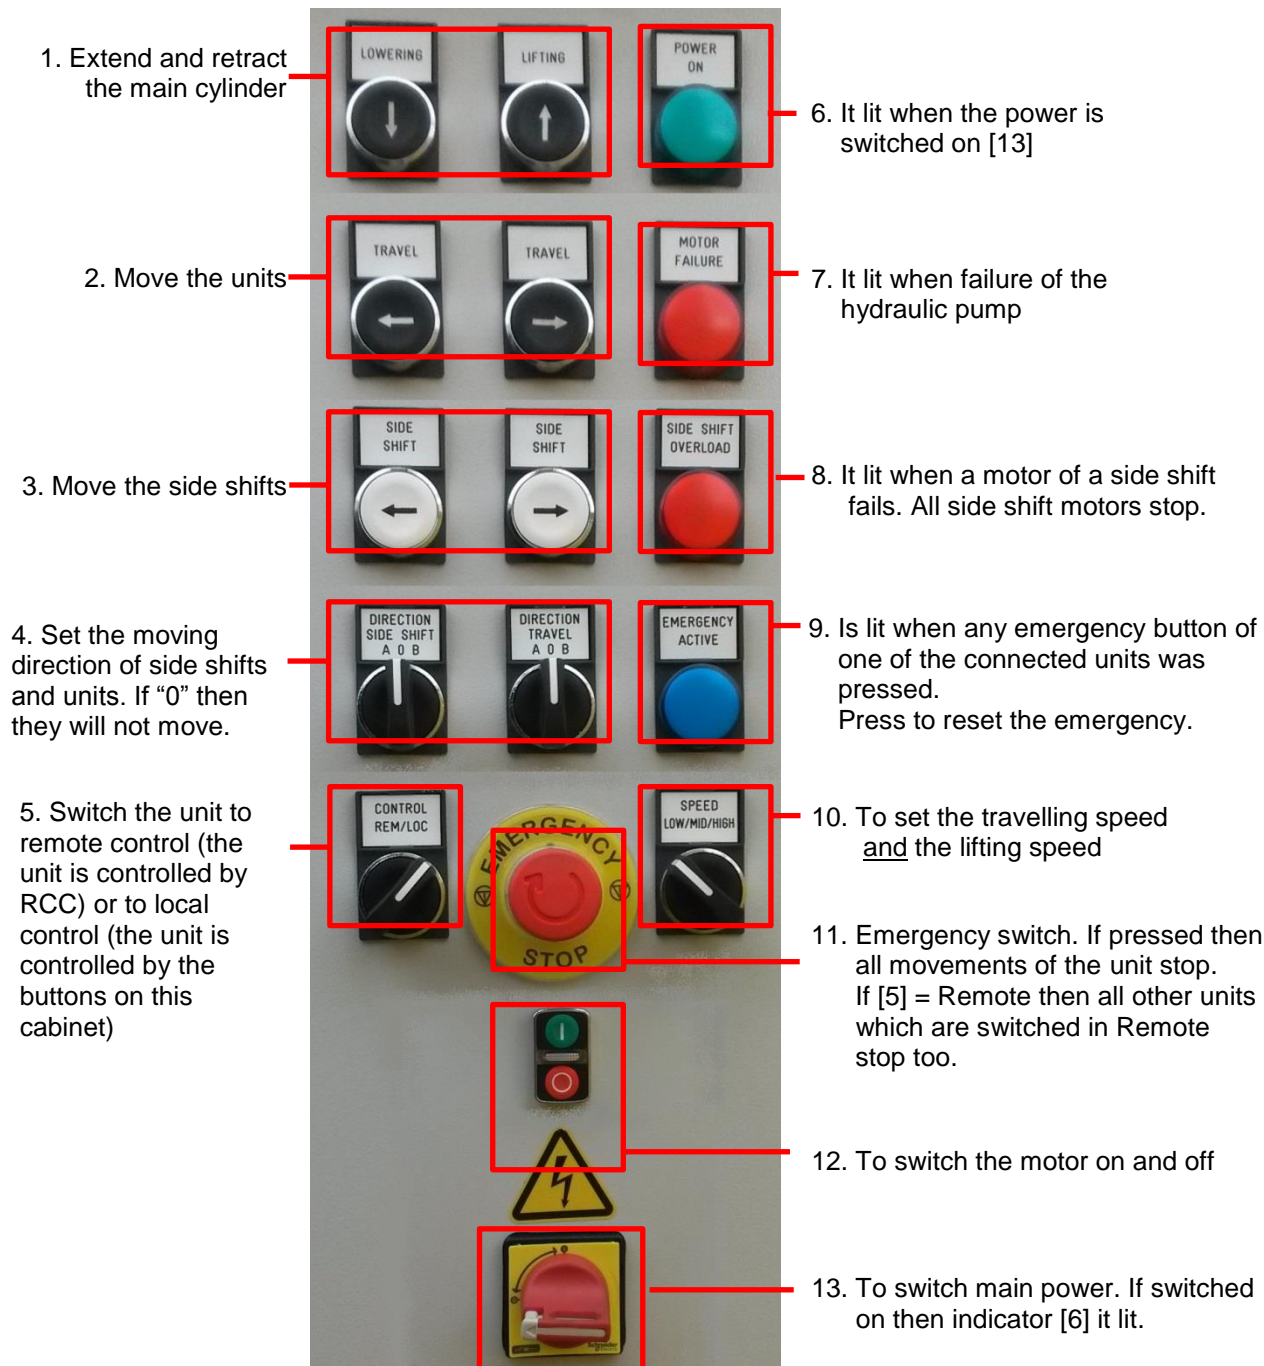 1. Extend and retract
the main cylinder
LOWERING
LIFTING
POWER
ON
6. It lit when the power is
switched on [13]
2. Move the units
TRAVEL
TRAVEL
MOTOR
FAILURE
7. It lit when failure of the
hydraulic pump
3. Move the side shifts
SIDE
SHIFT
SIDE
SHIFT
SIDE SHIFT
OVERLOAD
8. It lit when a motor of a side shift
fails. All side shift motors stop.
4. Set the moving
direction of side shifts
and units. If “0” then
they will not move.
DIRECTION
SIDE SHIFT
A 0 B
DIRECTION
TRAVEL
A 0 B
EMERGENCY
ACTIVE
9. Is lit when any emergency button of
one of the connected units was
pressed.
Press to reset the emergency.
5. Switch the unit to
remote control (the
unit is controlled by
RCC) or to local
control (the unit is
controlled by the
buttons on this
cabinet)
CONTROL
REM/LOC
EMERGENCY
STOP
SPEED
LOW/MID/HIGH
10. To set the travelling speed
and the lifting speed
11. Emergency switch. If pressed then
all movements of the unit stop.
If [5] = Remote then all other units
which are switched in Remote
stop too.
I
O
12. To switch the motor on and off
13. To switch main power. If switched
on then indicator [6] it lit.
Schneider